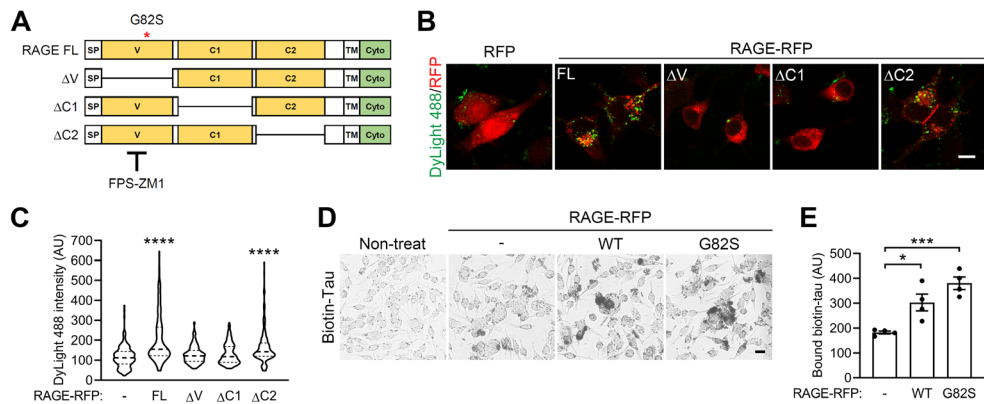 A
G82S
*
RAGE FL
SP V C1 C2 TM Cyto
ΔV
SP C1 C2 TM Cyto
ΔC1
SP V C2 TM Cyto
ΔC2
SP V C1 TM Cyto
FPS-ZM1
B
RFP
RAGE-RFP
DyLight 488/RFP
FL
ΔV
ΔC1
ΔC2
C
DyLight 488 intensity (AU)
700
600
500
400
300
200
100
0
****
****
RAGE-RFP: - FL ΔV ΔC1 ΔC2
D
RAGE-RFP
Non-treat - WT G82S
Biotin-Tau
E
Bound biotin-tau (AU)
500
400
300
200
100
0
***
*
RAGE-RFP: - WT G82S